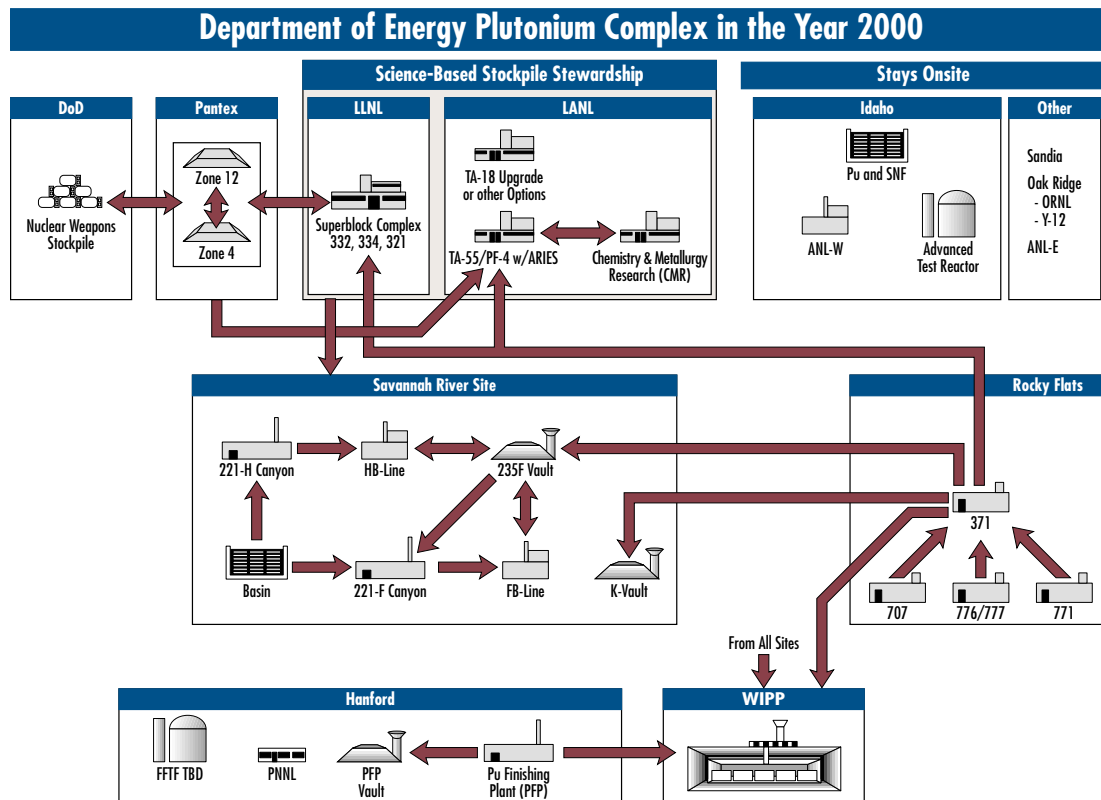 Department of Energy Plutonium Complex in the Year 2000
Science-Based Stockpile Stewardship
Stays Onsite
DoD
Pantex
LLNL
LANL
Idaho
Other
Nuclear Weapons
Stockpile
Zone 12
Zone 4
Superblock Complex
332, 334, 321
TA-18 Upgrade
or other Options
TA-55/PF-4 w/ARIES
Chemistry & Metallurgy
Research (CMR)
Pu and SNF
ANL-W
Advanced
Test Reactor
Sandia
Oak Ridge
- ORNL
- Y-12
ANL-E
Savannah River Site
Rocky Flats
221-H Canyon
HB-Line
235F Vault
371
Basin
221-F Canyon
FB-Line
K-Vault
707
776/777
771
From All Sites
Hanford
WIPP
FFTF TBD
PNNL
PFP
Vault
Pu Finishing
Plant (PFP)